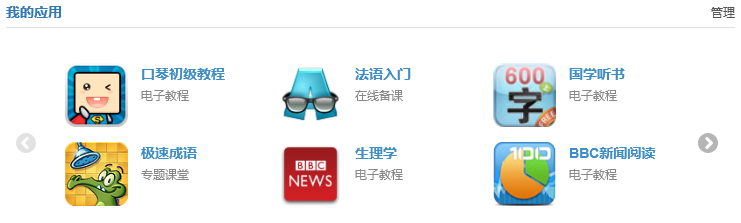 我的应用
管理
口琴初级教程
电子教程
法语入门
在线备课
600
字
FREE
国学听书
电子教程
极速成语
专题课堂
BBC
NEWS
生理学
电子教程
100
BBC新闻阅读
电子教程